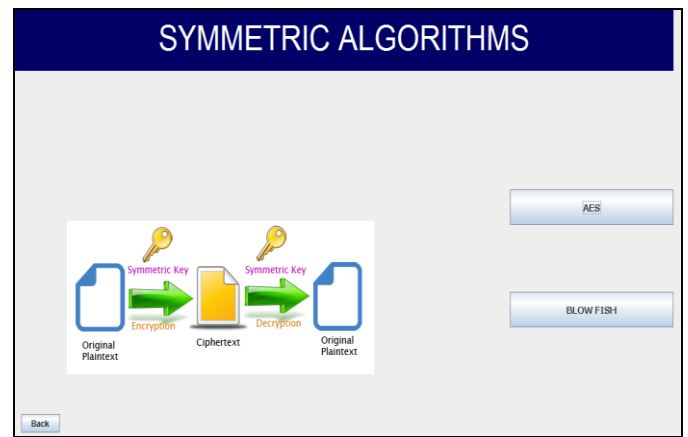 SYMMETRIC ALGORITHMS
AES
Symmetric Key
Symmetric Key
Encryption
Decryption
Original
Plaintext
Ciphertext
Original
Plaintext
BLOW FISH
Back